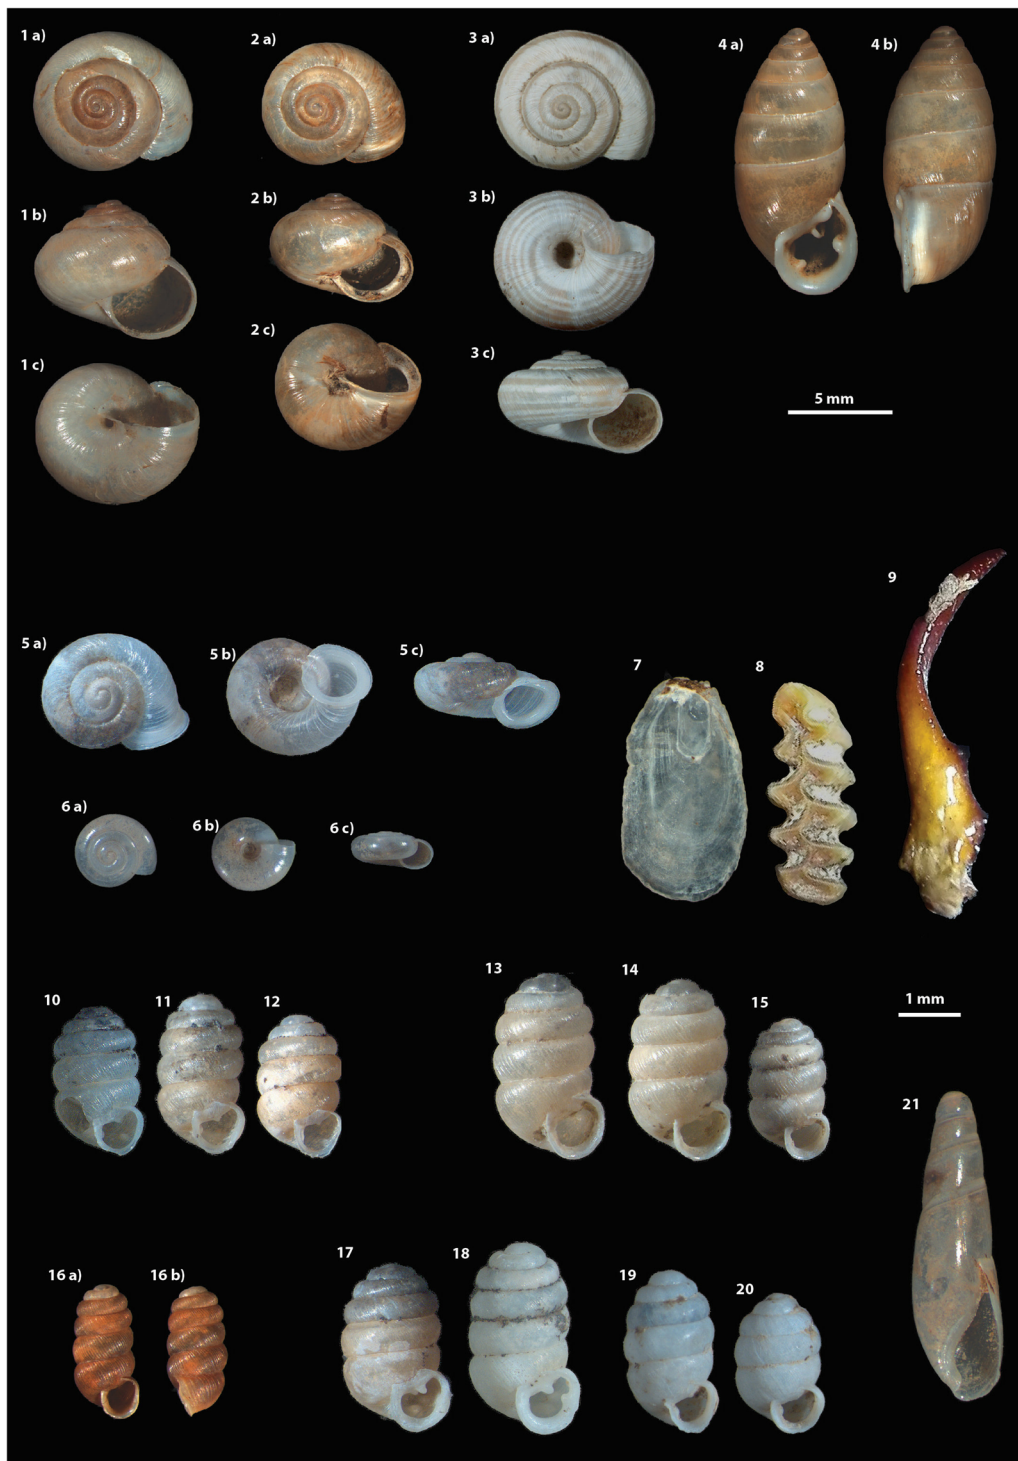 1 a) 2 a) 3 a) 4 a) 4 b)
1 b) 2 b) 3 b)
1 c) 2 c) 3 c)
5 mm
9
5 a) 5 b) 5 c) 7 8
6 a) 6 b) 6 c)
10 11 12 13 14 15
1 mm
21
16 a) 16 b) 17 18 19 20